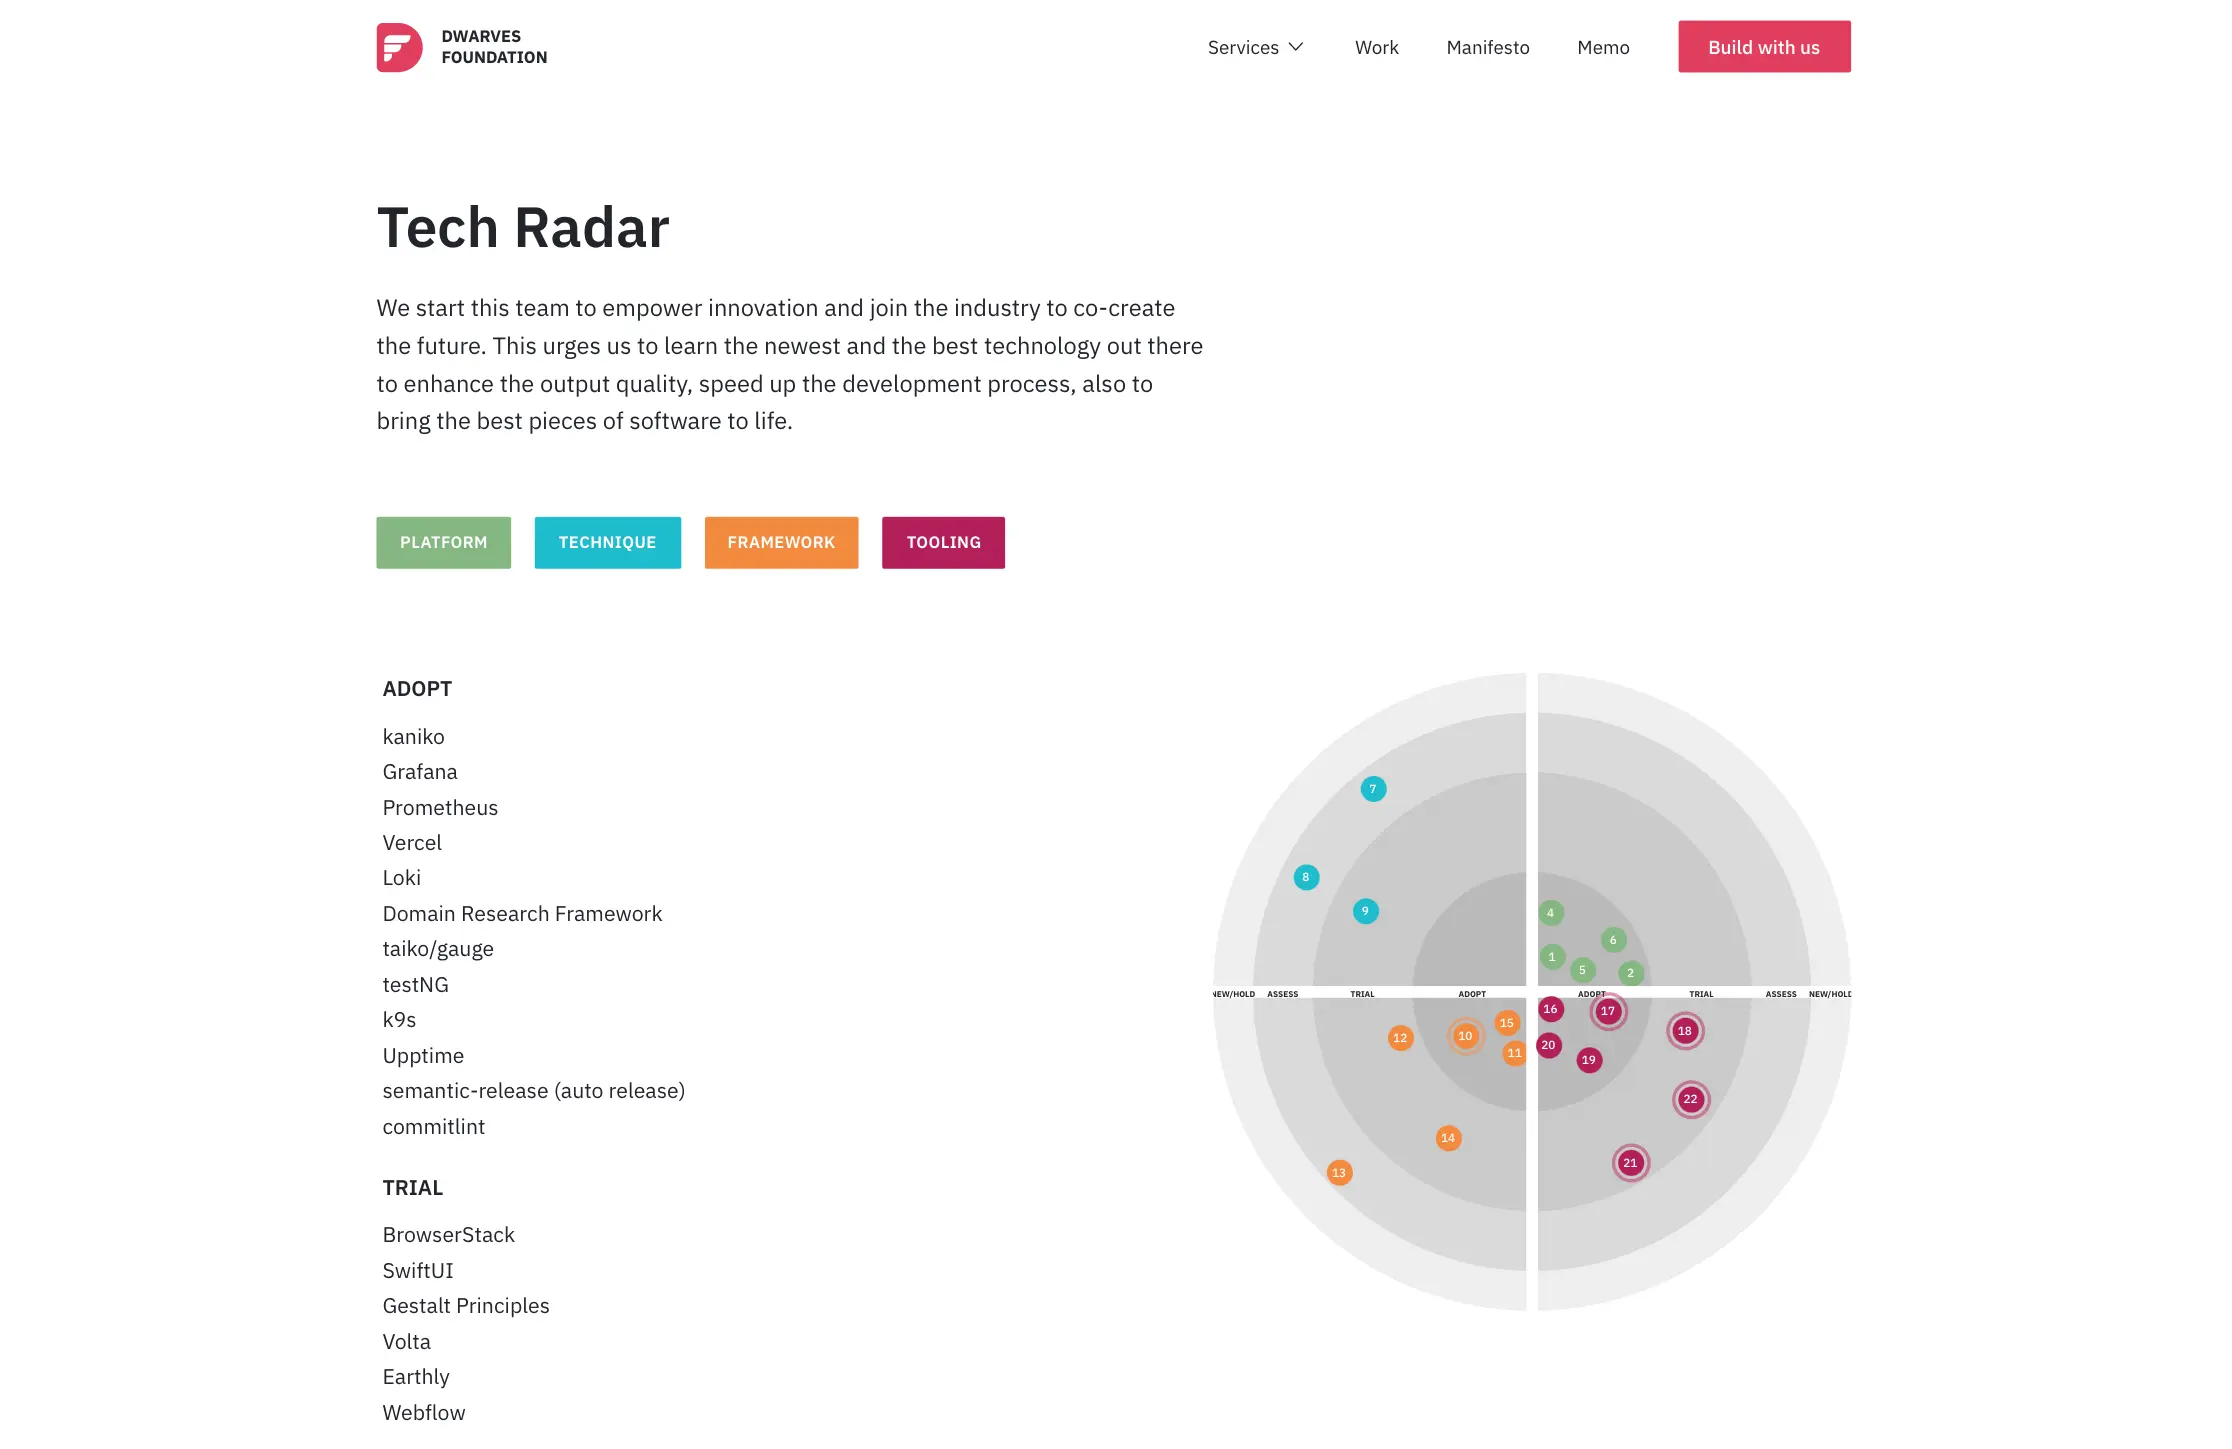 DWARVES
FOUNDATION
Services
Work
Manifesto
Memo
Build with us
Tech Radar
We start this team to empower innovation and join the industry to co-create
the future. This urges us to learn the newest and the best technology out there
to enhance the output quality, speed up the development process, also to
bring the best pieces of software to life.
PLATFORM
TECHNIQUE
FRAMEWORK
TOOLING
ADOPT
kaniko
Grafana
Prometheus
Vercel
Loki
Domain Research Framework
taiko/gauge
testNG
k9s
Upptime
semantic-release (auto release)
commitlint
TRIAL
BrowserStack
SwiftUI
Gestalt Principles
Volta
Earthly
Webflow
7
8
9
4
6
1
5
2
NEW/HOLD ASSESS TRIAL ADOPT ADOPT TRIAL ASSESS NEW/HOLD
16
17
15
18
10
12
20
11
19
22
14
21
13